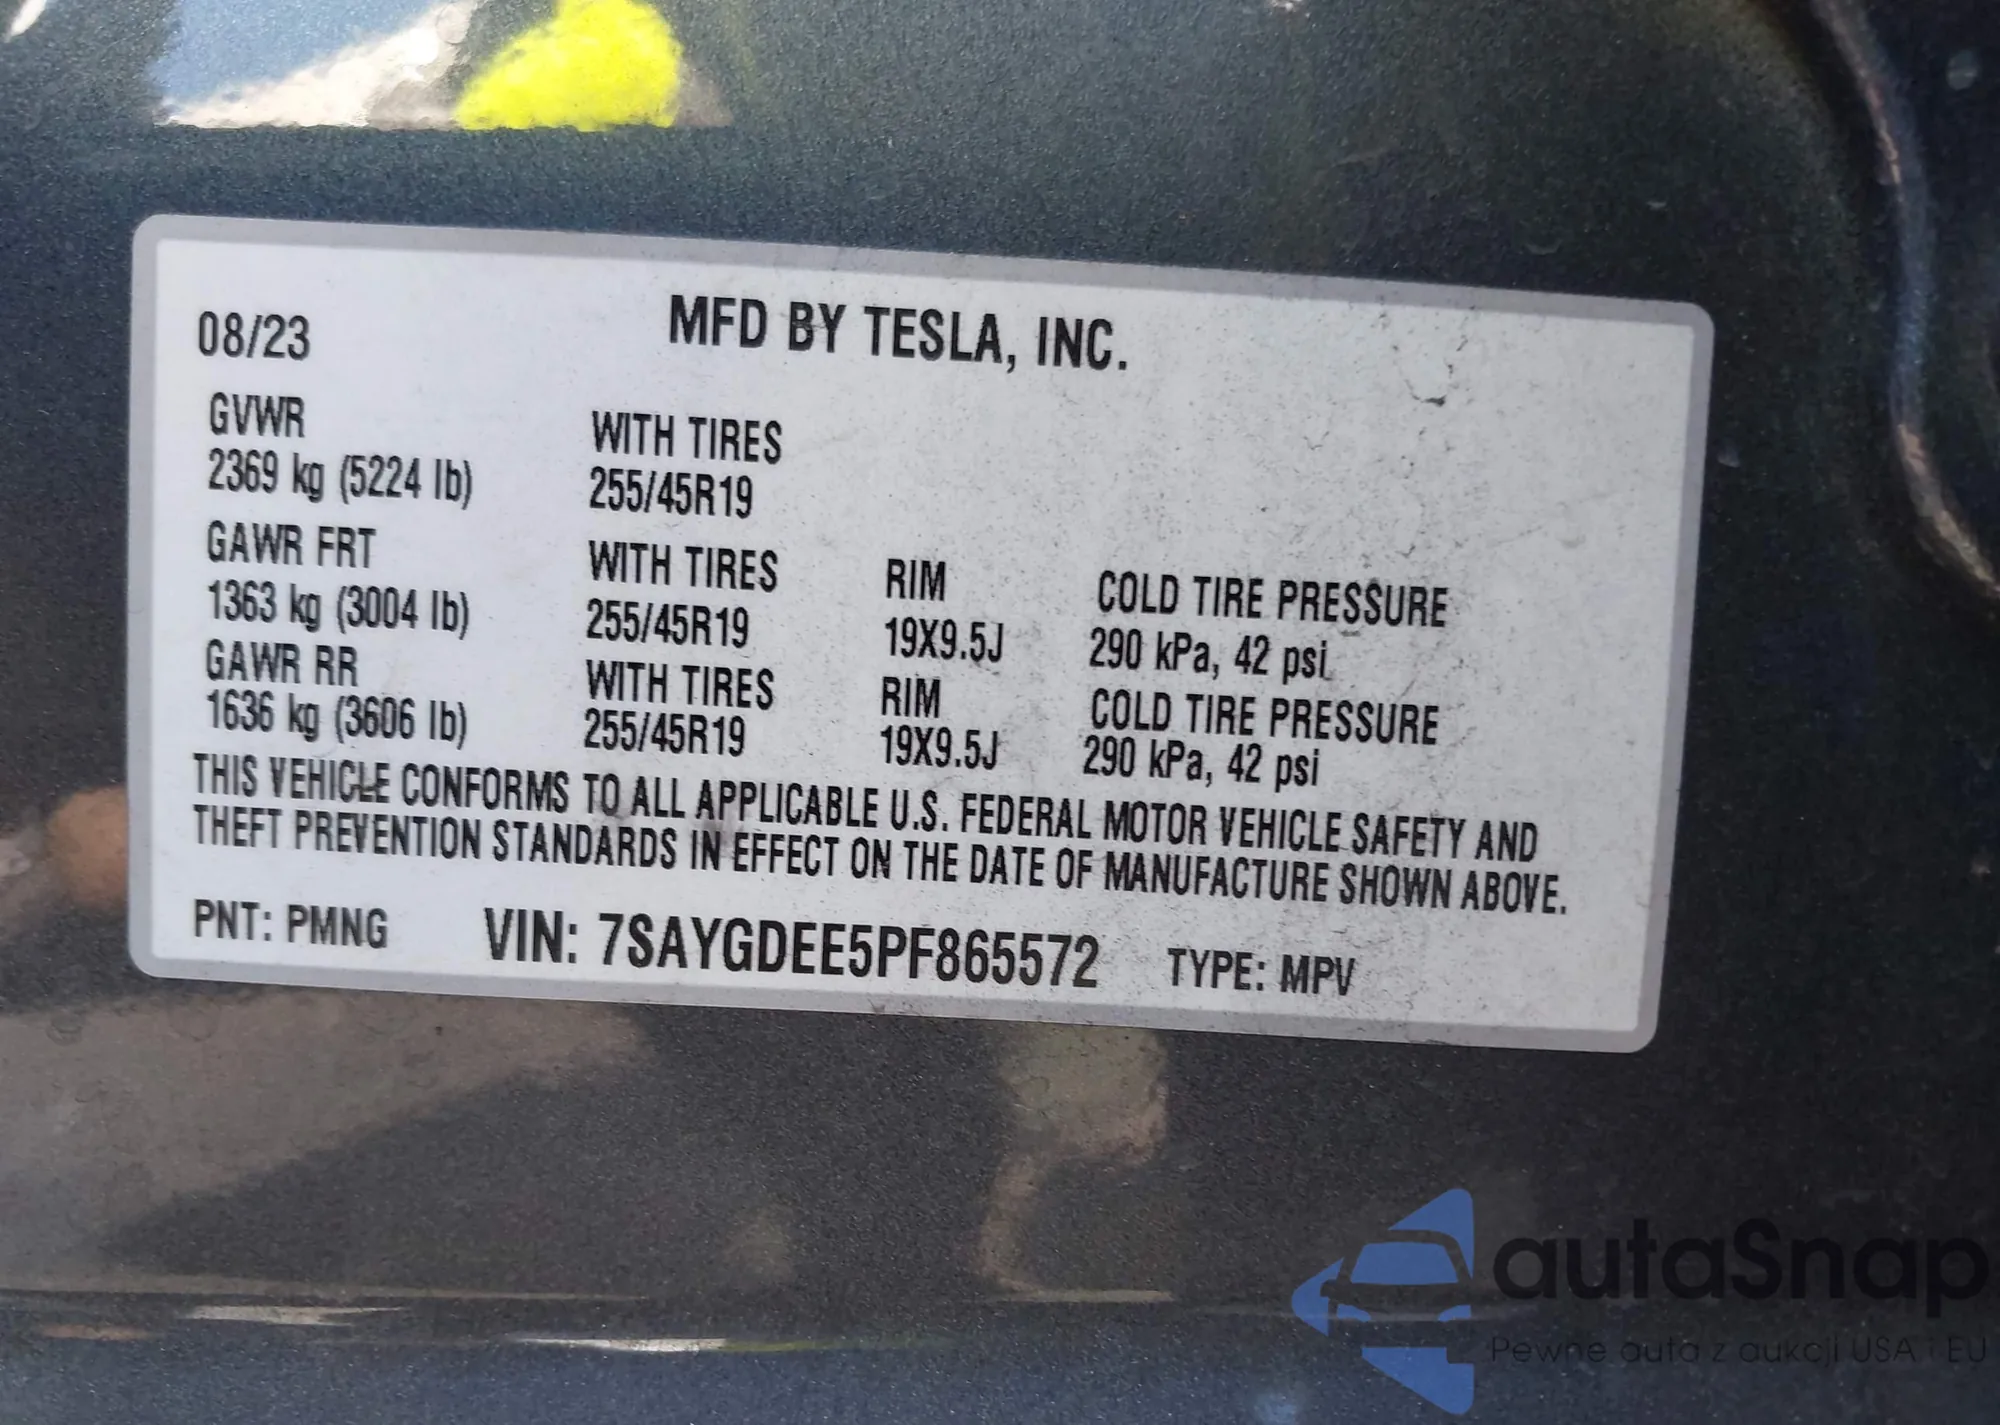 08/23 MFD BY TESLA, INC.
GVWR WITH TIRES
2369 kg (5224 lb) 255/45R19
GAWR FRT WITH TIRES RIM COLD TIRE PRESSURE
1363 kg (3004 lb) 255/45R19 19X9.5J 290 kPa, 42 psi
GAWR RR WITH TIRES RIM COLD TIRE PRESSURE
1636 kg (3606 lb) 255/45R19 19X9.5J 290 kPa, 42 psi
THIS VEHICLE CONFORMS TO ALL APPLICABLE U.S. FEDERAL MOTOR VEHICLE SAFETY AND
THEFT PREVENTION STANDARDS IN EFFECT ON THE DATE OF MANUFACTURE SHOWN ABOVE.
PNT: PMNG VIN: 7SAYGDEE5PF865572 TYPE: MPV
autaSnap
Pewne auta z aukcji USA i EU